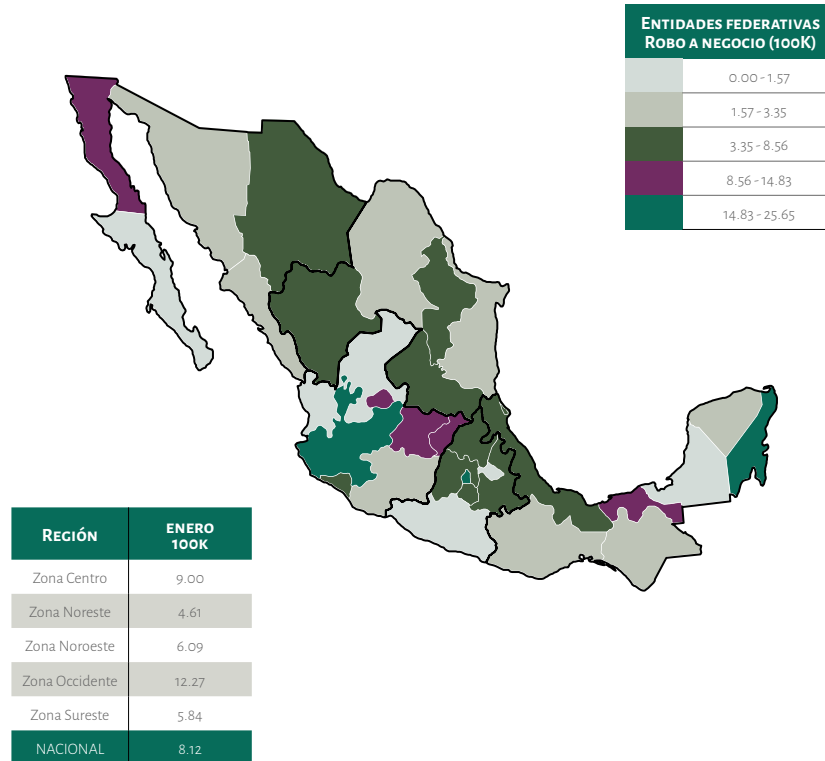 Entidades federativas
Robo a negocio (100K)
0.00 - 1.57
1.57 - 3.35
3.35 - 8.56
8.56 - 14.83
14.83 - 25.65
Región enero 100K
Zona Centro 9.00
Zona Noreste 4.61
Zona Noroeste 6.09
Zona Occidente 12.27
Zona Sureste 5.84
NACIONAL 8.12